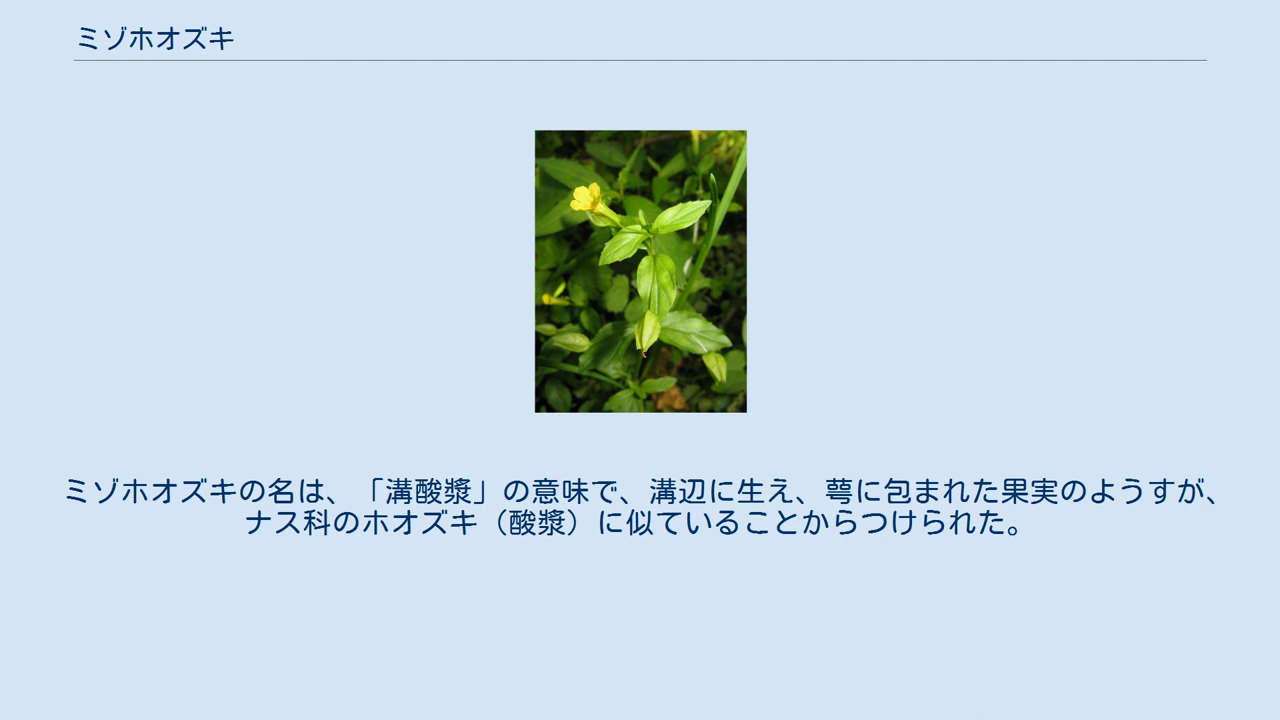 ミゾホオズキ
ミゾホオズキの名は、「溝酸漿」の意味で、溝辺に生え、萼に包まれた果実のようすが、
ナス科のホオズキ（酸漿）に似ていることからつけられた。